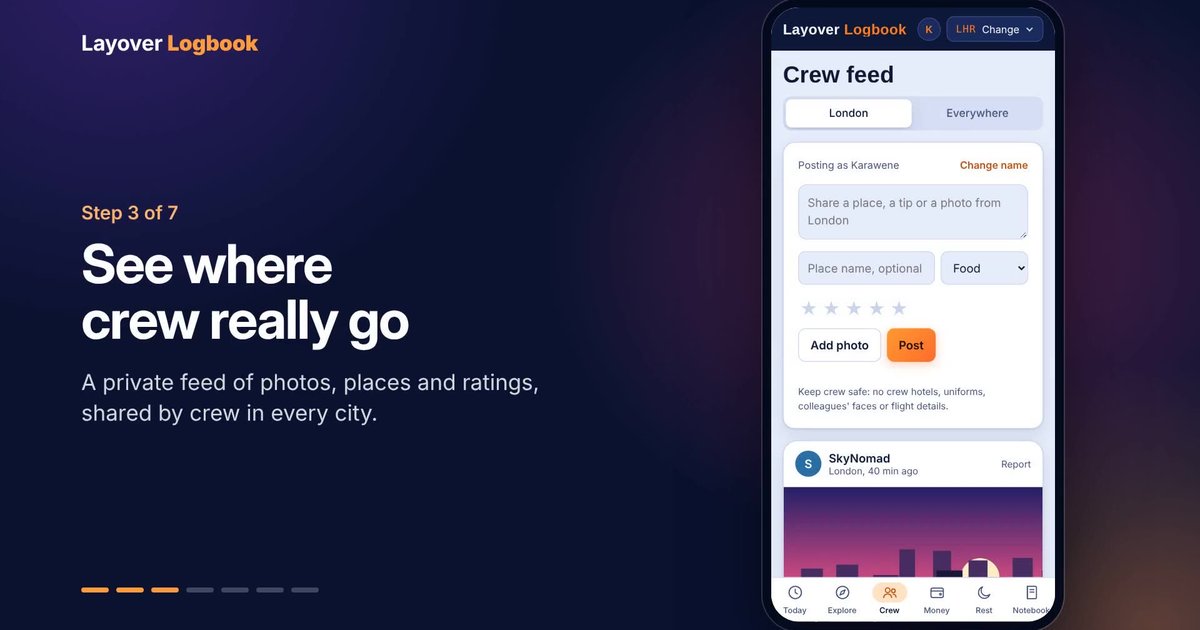 Layover Logbook
Step 3 of 7
See where
crew really go
A private feed of photos, places and ratings,
shared by crew in every city.
Layover Logbook
K
LHR Change
Crew feed
London
Everywhere
Posting as Karawene
Change name
Share a place, a tip or a photo from
London
Place name, optional
Food
Add photo
Post
Keep crew safe: no crew hotels, uniforms,
colleagues' faces or flight details.
S
SkyNomad
London, 40 min ago
Report
Today
Explore
Crew
Money
Rest
Notebook